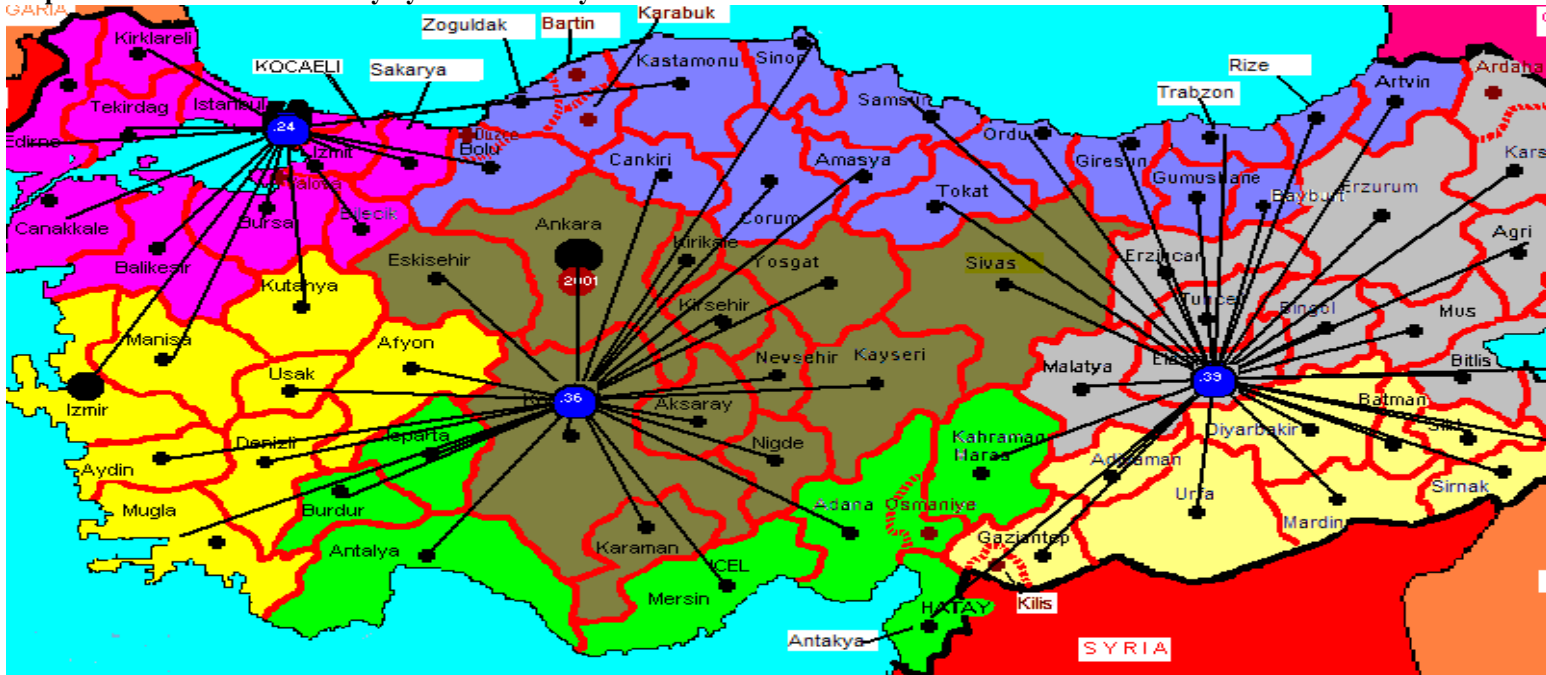 GARIA
Kirklareli
Zoguldak
Bartin
Karabuk
KOCAELI
Sakarya
Kastamonu
Sinop
Samsun
Trabzon
Rize
Artvin
Ardaha
Tekirdag
Istanbul
.24
Edirne
Izmit
Duzce
Bolu
Cankiri
Amasya
Ordu
Giresun
Gumushane
Bayburt
Erzurum
Kars
Yalova
Canakkale
Bursa
Bilecik
Corum
Tokat
Ankara
Kirikale
Agri
Balikesir
Eskisehir
2001
Yosgat
Sivas
Erzincan
Kutahya
Kirsehir
Tunceli
Bingol
Mus
Manisa
Afyon
Nevsehir
Kayseri
Malatya
.39
Bitlis
Usak
.36
Aksaray
Batman
Izmir
Denizli
Isparta
Nigde
Kahraman
Maras
Diyarbakir
Siirt
Aydin
Adiyaman
Urfa
Sirnak
Mugla
Burdur
Adana
Osmaniye
Mardin
Antalya
Karaman
Gaziantep
ICEL
Mersin
HATAY
Kilis
Antakya
SYRIA